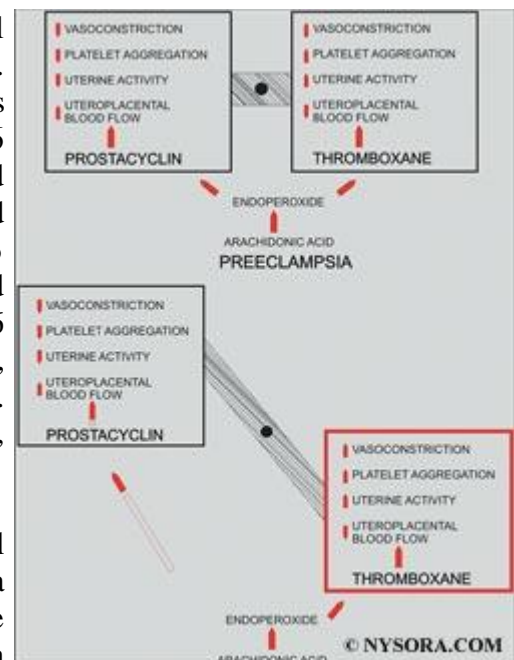 VASOCONSTRICTION
PLATELET AGGREGATION
UTERINE ACTIVITY
UTEROPLACENTAL
BLOOD FLOW
PROSTACYCLIN
VASOCONSTRICTION
PLATELET AGGREGATION
UTERINE ACTIVITY
UTEROPLACENTAL
BLOOD FLOW
THROMBOXANE
ENDOPEROXIDE
ARACHIDONIC ACID
PREECLAMPSIA
VASOCONSTRICTION
PLATELET AGGREGATION
UTERINE ACTIVITY
UTEROPLACENTAL
BLOOD FLOW
PROSTACYCLIN
VASOCONSTRICTION
PLATELET AGGREGATION
UTERINE ACTIVITY
UTEROPLACENTAL
BLOOD FLOW
THROMBOXANE
ENDOPEROXIDE
© NYSORA.COM
ARACHIDONIC ACID